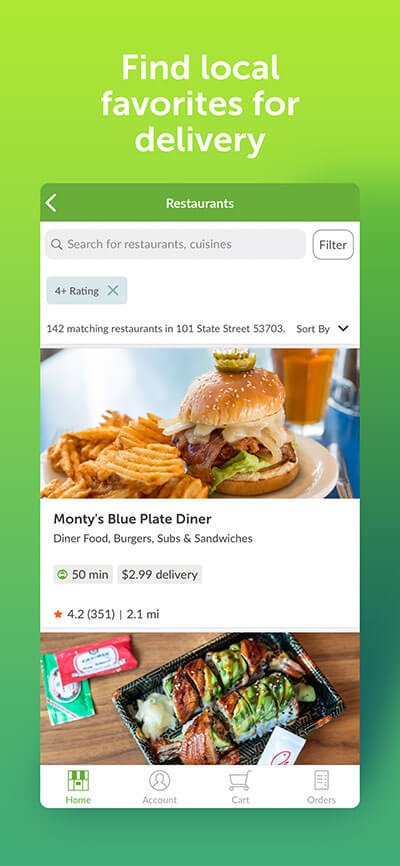 Find local
favorites for
delivery
Restaurants
Search for restaurants, cuisines
Filter
4+ Rating
142 matching restaurants in 101 State Street 53703.
Sort By
Monty's Blue Plate Diner
Diner Food, Burgers, Subs & Sandwiches
50 min
$2.99 delivery
4.2 (351) | 2.1 mi
Home
Account
Cart
Orders